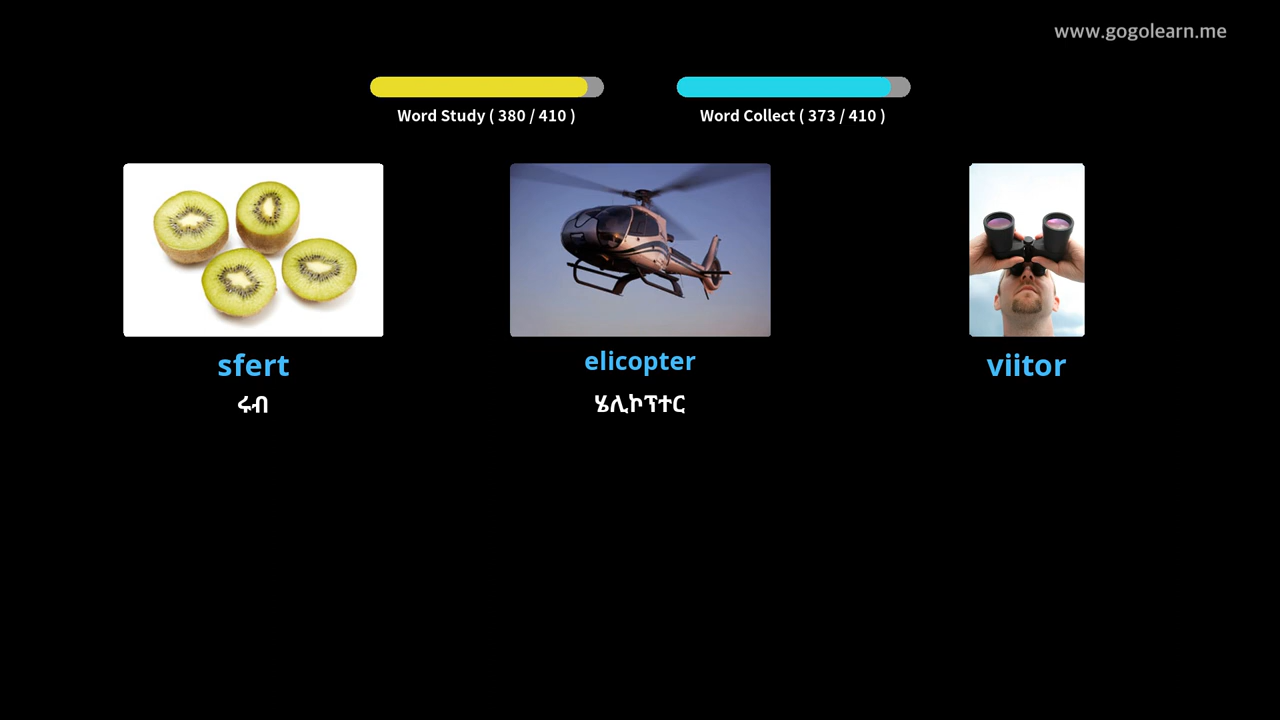 www.gogolearn.me
Word Study ( 380 / 410 )
Word Collect ( 373 / 410 )
sfert
elicopter
viitor
ሩብ
ሄሊኮፕተር